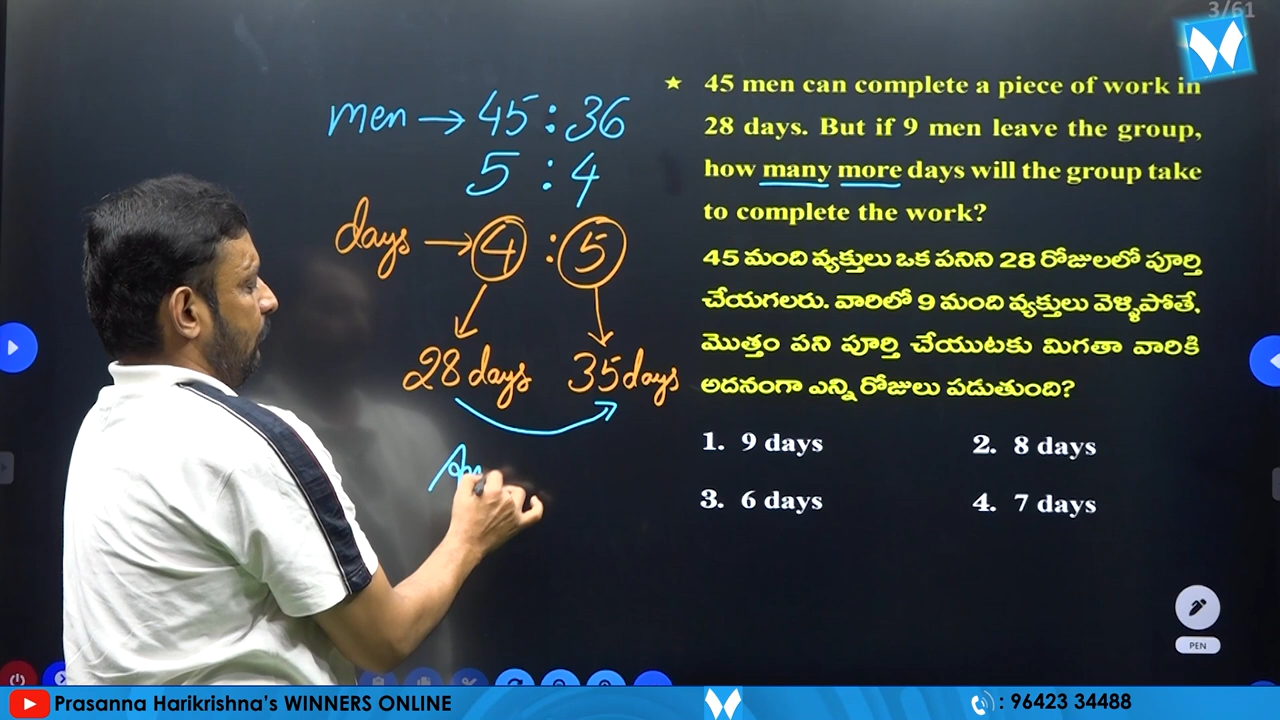 3/61
men → 45 : 36
5 : 4
days → 4 : 5
28 days 35 days
★ 45 men can complete a piece of work in
28 days. But if 9 men leave the group,
how many more days will the group take
to complete the work?
45 మంది వ్యక్తులు ఒక పనిని 28 రోజులలో పూర్తి
చేయగలరు. వారిలో 9 మంది వ్యక్తులు వెళ్ళిపోతే,
మొత్తం పని పూర్తి చేయుటకు మిగతా వారికి
అదనంగా ఎన్ని రోజులు పడుతుంది?
1. 9 days 2. 8 days
3. 6 days 4. 7 days
PEN
Prasanna Harikrishna's WINNERS ONLINE : 96423 34488